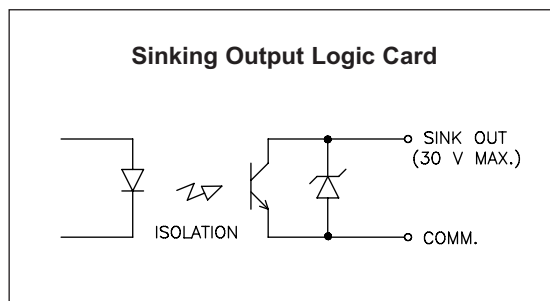 Sinking Output Logic Card
SINK OUT
(30 V MAX.)
ISOLATION
COMM.